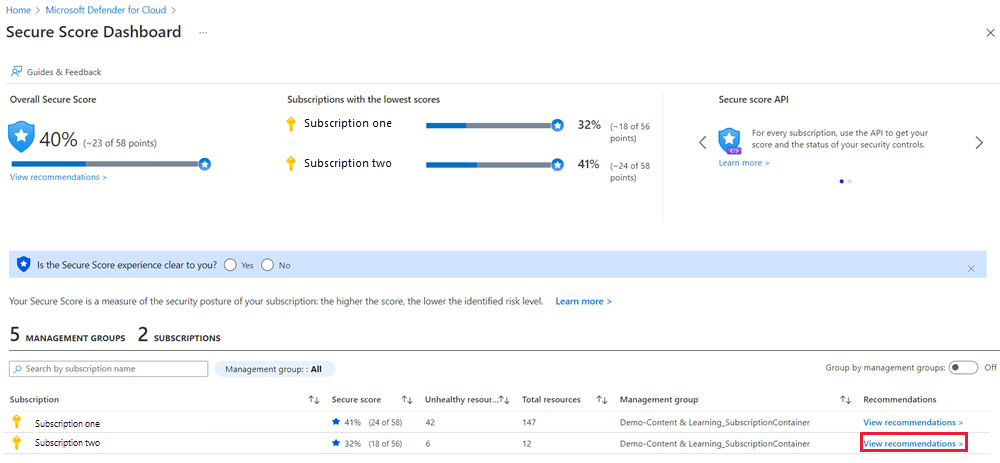 Home > Microsoft Defender for Cloud >
Secure Score Dashboard ...
Guides & Feedback
Overall Secure Score
40% (~23 of 58 points)
View recommendations >
Subscriptions with the lowest scores
Subscription one 32% (~18 of 56
points)
Subscription two 41% (~24 of 58
points)
Secure score API
For every subscription, use the API to get your
score and the status of your security controls.
Learn more >
Is the Secure Score experience clear to you? Yes No
Your Secure Score is a measure of the security posture of your subscription: the higher the score, the lower the identified risk level. Learn more >
5 MANAGEMENT GROUPS 2 SUBSCRIPTIONS
Search by subscription name Management group: : All Group by management groups: Off
Subscription Secure score Unhealthy resour... Total resources Management group Recommendations
Subscription one 41% (24 of 58) 42 147 Demo-Content & Learning_SubscriptionContainer View recommendations >
Subscription two 32% (18 of 56) 6 12 Demo-Content & Learning_SubscriptionContainer View recommendations >